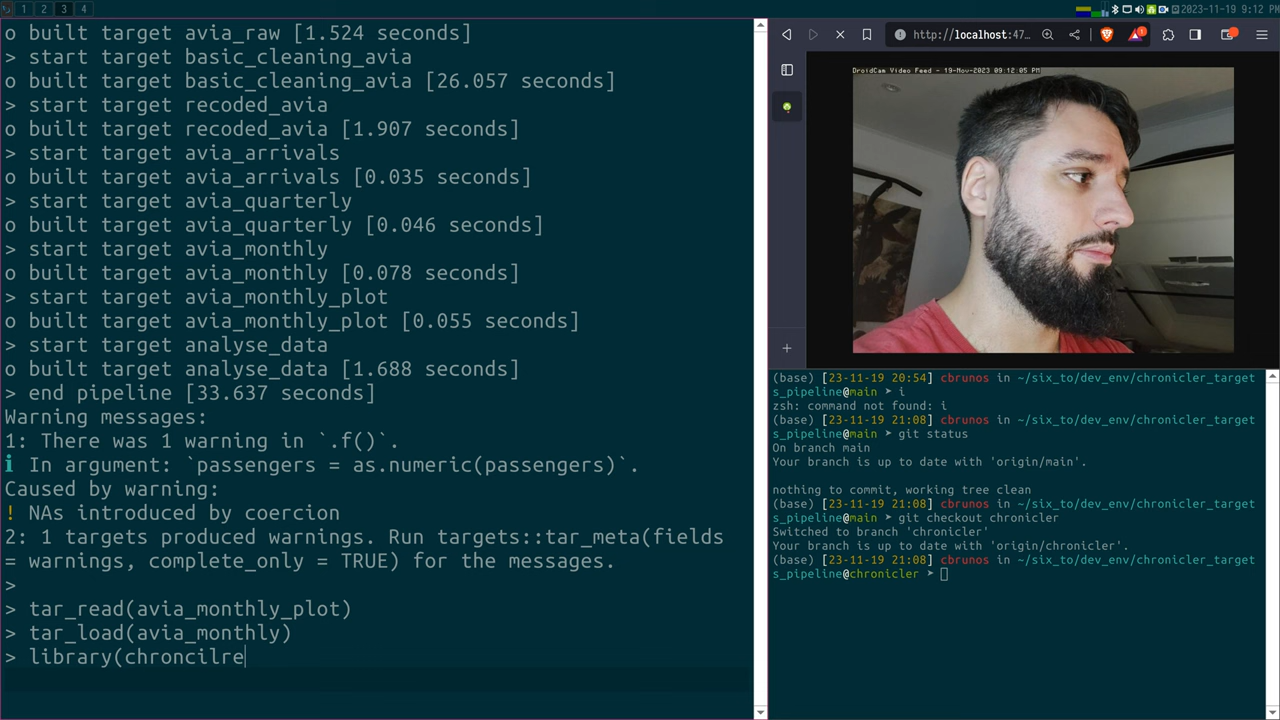 1 2 3 4
2023-11-19 9:12 PM
o built target avia_raw [1.524 seconds]
> start target basic_cleaning_avia
o built target basic_cleaning_avia [26.057 seconds]
> start target recoded_avia
o built target recoded_avia [1.907 seconds]
> start target avia_arrivals
o built target avia_arrivals [0.035 seconds]
> start target avia_quarterly
o built target avia_quarterly [0.046 seconds]
> start target avia_monthly
o built target avia_monthly [0.078 seconds]
> start target avia_monthly_plot
o built target avia_monthly_plot [0.055 seconds]
> start target analyse_data
o built target analyse_data [1.688 seconds]
> end pipeline [33.637 seconds]
Warning messages:
1: There was 1 warning in `.f()`.
ℹ In argument: `passengers = as.numeric(passengers)`.
Caused by warning:
! NAs introduced by coercion
2: 1 targets produced warnings. Run targets::tar_meta(fields
= warnings, complete_only = TRUE) for the messages.
>
> tar_read(avia_monthly_plot)
> tar_load(avia_monthly)
> library(chroncilre
http://localhost:47...
1
DroidCam Video Feed - 19-Nov-2023 09:12:05 PM
(base) [23-11-19 20:54] cbrunos in ~/six_to/dev_env/chronicler_target
s_pipeline@main ➤ i
zsh: command not found: i
(base) [23-11-19 21:08] cbrunos in ~/six_to/dev_env/chronicler_target
s_pipeline@main ➤ git status
On branch main
Your branch is up to date with 'origin/main'.
nothing to commit, working tree clean
(base) [23-11-19 21:08] cbrunos in ~/six_to/dev_env/chronicler_target
s_pipeline@main ➤ git checkout chronicler
Switched to branch 'chronicler'
Your branch is up to date with 'origin/chronicler'.
(base) [23-11-19 21:08] cbrunos in ~/six_to/dev_env/chronicler_target
s_pipeline@chronicler ➤